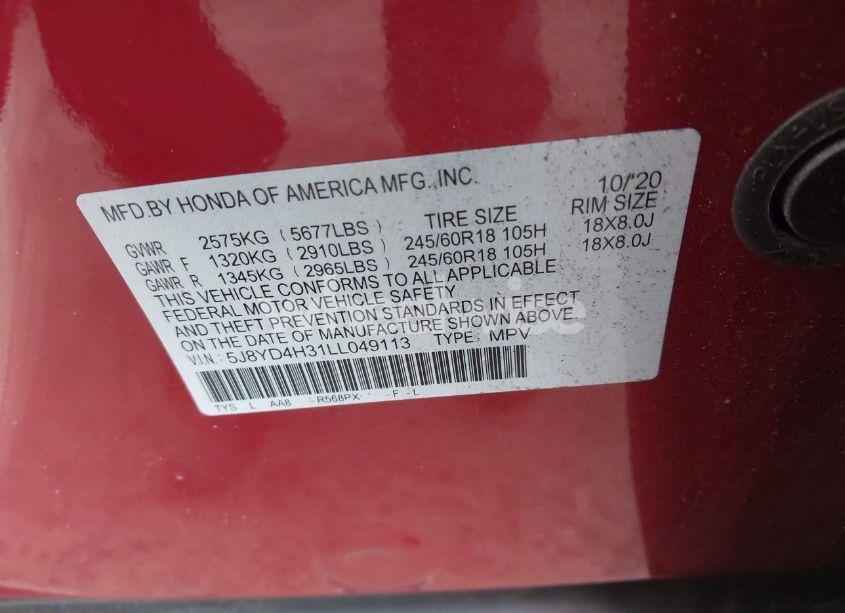 MFD.BY HONDA OF AMERICA MFG.,INC. 10/'20
GVWR 2575KG (5677LBS) TIRE SIZE RIM SIZE
GAWR F 1320KG (2910LBS) 245/60R18 105H 18X8.0J
GAWR R 1345KG (2965LBS) 245/60R18 105H 18X8.0J
THIS VEHICLE CONFORMS TO ALL APPLICABLE
FEDERAL MOTOR VEHICLE SAFETY
AND THEFT PREVENTION STANDARDS IN EFFECT
ON THE DATE OF MANUFACTURE SHOWN ABOVE.
V.I.N.: 5J8YD4H31LL049113 TYPE: MPV
TYS L AA8 R568PX F-L